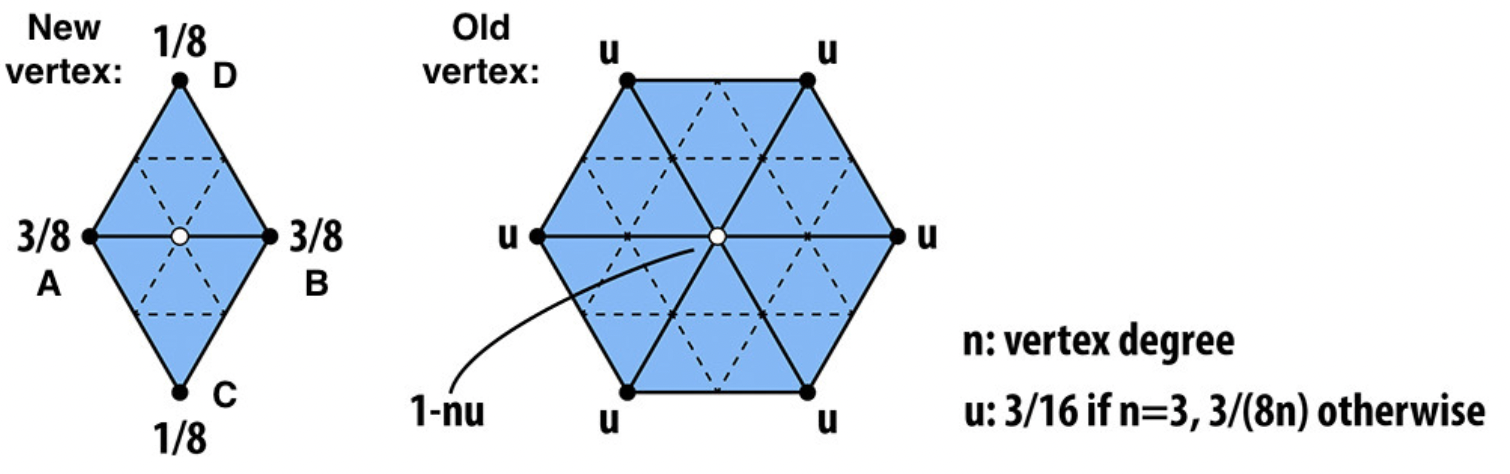 New
vertex:
1/8
D
3/8
A
3/8
B
C
1/8
Old
vertex:
u
u
u
u
u
u
1-nu
n: vertex degree
u: 3/16 if n=3, 3/(8n) otherwise